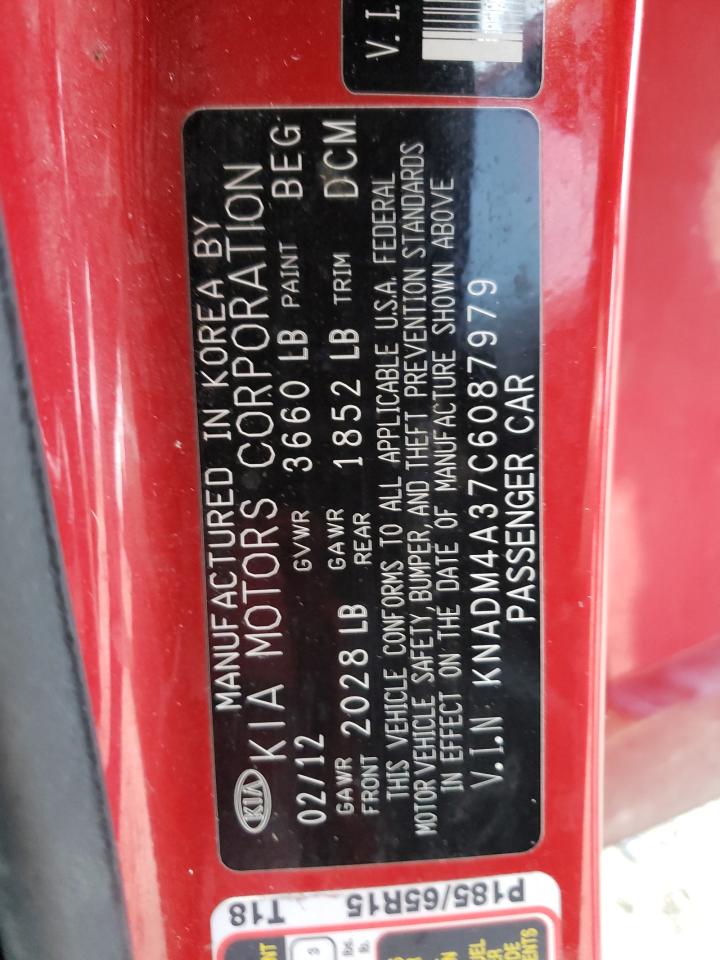 MANUFACTURED IN KOREA BY
KIA KIA MOTORS CORPORATION
02/12 GVWR 3660 LB PAINT BEG
GAWR FRONT 2028 LB GAWR REAR 1852 LB TRIM DCM
THIS VEHICLE CONFORMS TO ALL APPLICABLE U.S.A. FEDERAL
MOTOR VEHICLE SAFETY, BUMPER, AND THEFT PREVENTION STANDARDS
IN EFFECT ON THE DATE OF MANUFACTURE SHOWN ABOVE
V.I.N KNADM4A37C6087979
PASSENGER CAR
V.I.
T18
P185/65R15